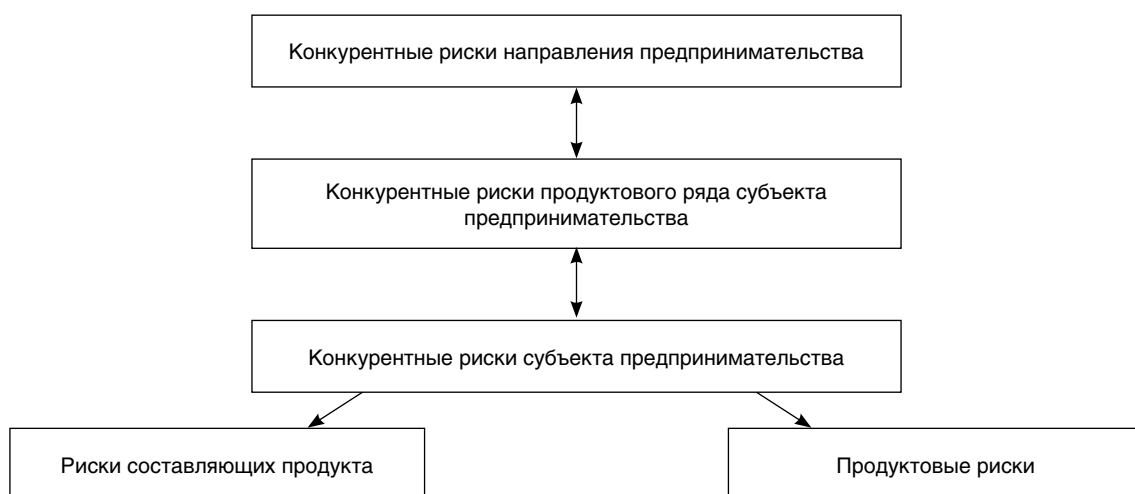 Конкурентные риски направления предпринимательства
Конкурентные риски продуктового ряда субъекта
предпринимательства
Конкурентные риски субъекта предпринимательства
Риски составляющих продукта
Продуктовые риски